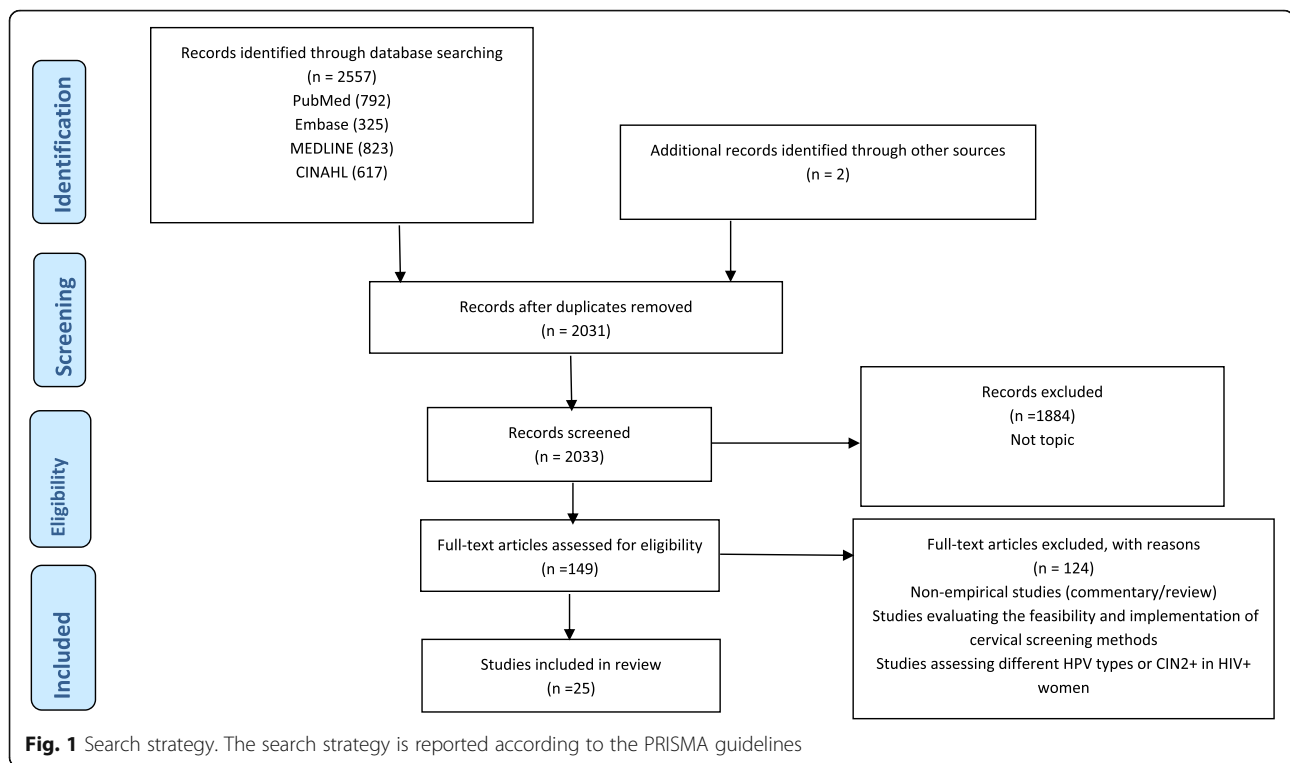 Identification
Records identified through database searching
(n = 2557)
PubMed (792)
Embase (325)
MEDLINE (823)
CINAHL (617)
Additional records identified through other sources
(n = 2)
Screening
Records after duplicates removed
(n = 2031)
Records screened
(n = 2033)
Records excluded
(n =1884)
Not topic
Eligibility
Full-text articles assessed for eligibility
(n =149)
Full-text articles excluded, with reasons
(n = 124)
Non-empirical studies (commentary/review)
Studies evaluating the feasibility and implementation of
cervical screening methods
Studies assessing different HPV types or CIN2+ in HIV+
women
Included
Studies included in review
(n =25)
Fig. 1 Search strategy. The search strategy is reported according to the PRISMA guidelines